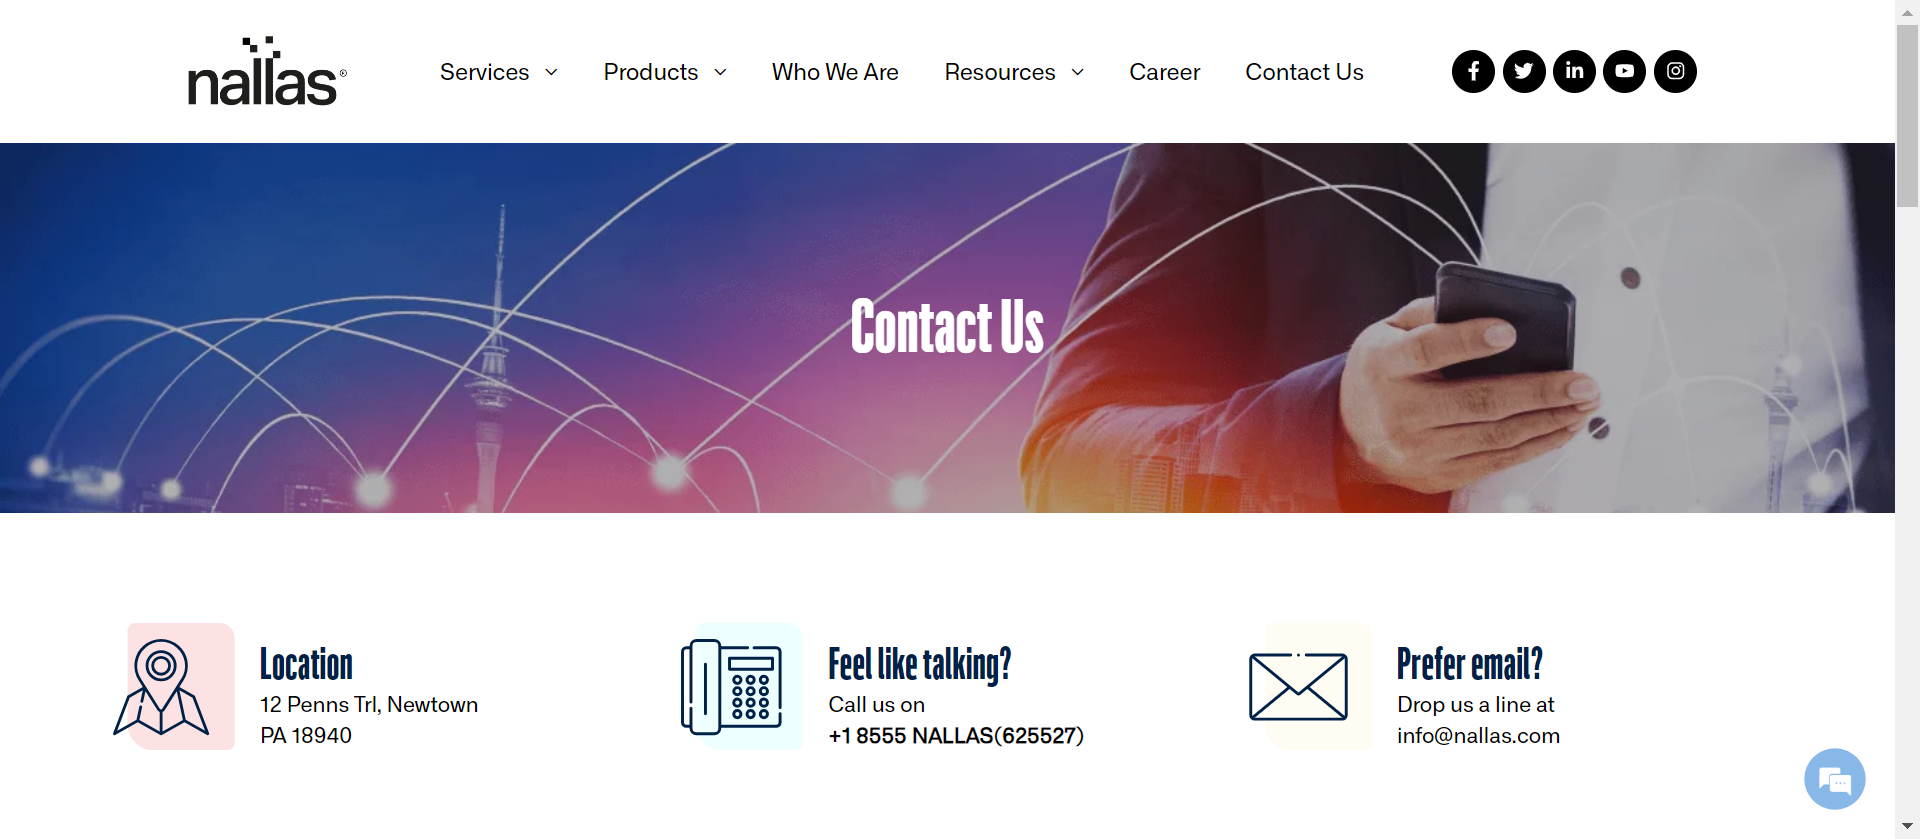 nallas®
Services Products Who We Are Resources Career Contact Us
Contact Us
Location
12 Penns Trl, Newtown
PA 18940
Feel like talking?
Call us on
+1 8555 NALLAS(625527)
Prefer email?
Drop us a line at
info@nallas.com